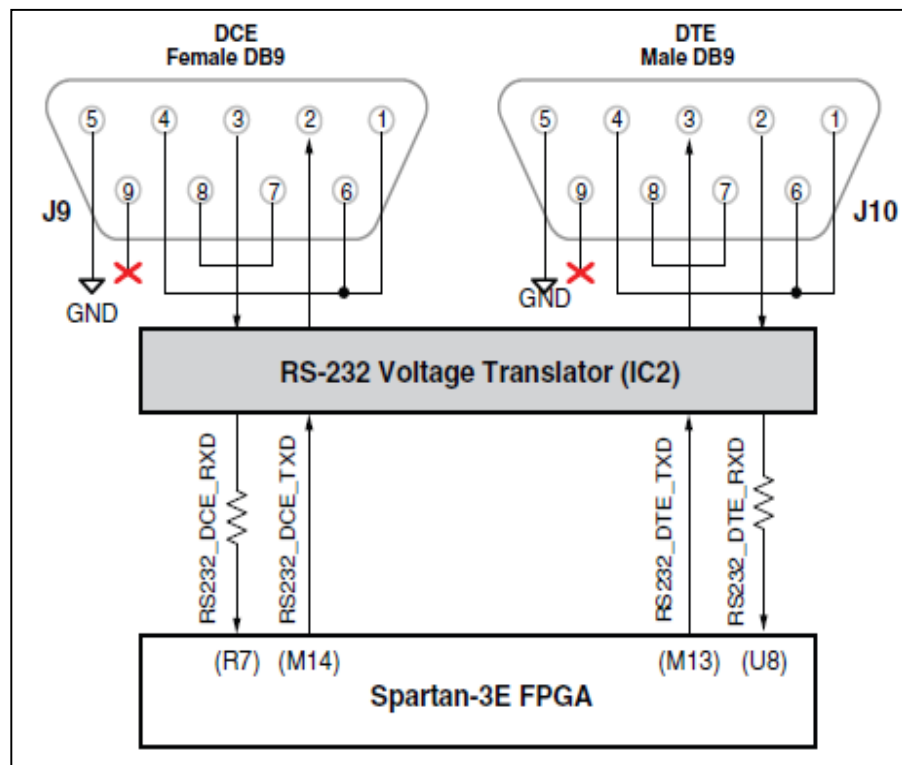 DCE
Female DB9
DTE
Male DB9
5 4 3 2 1
5 4 3 2 1
9 8 7 6
9 8 7 6
J9
J10
GND
GND
RS-232 Voltage Translator (IC2)
RS232_DCE_RXD
RS232_DCE_TXD
RS232_DTE_TXD
RS232_DTE_RXD
(R7) (M14)
(M13) (U8)
Spartan-3E FPGA